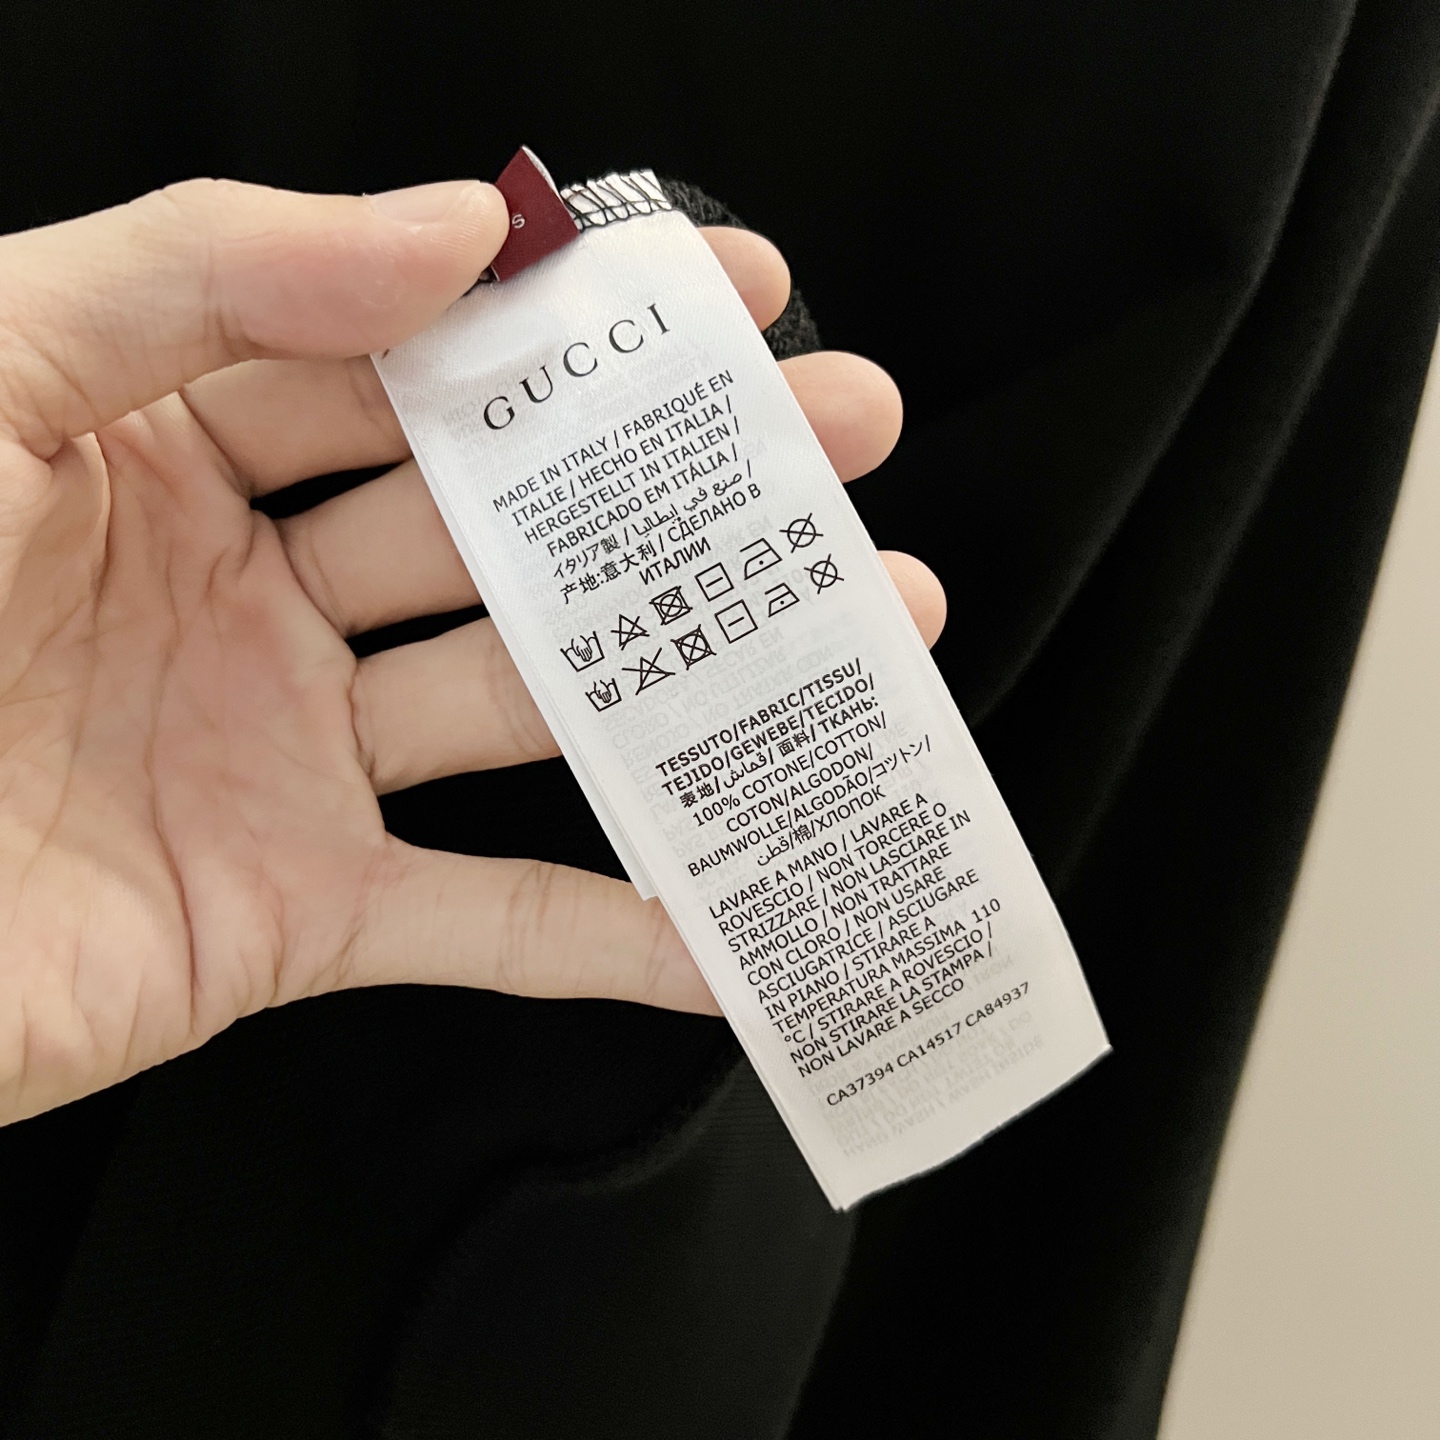 S
GUCCI
MADE IN ITALY / FABRIQUÉ EN
ITALIE / HECHO EN ITALIA /
HERGESTELLT IN ITALIEN /
FABRICADO EM ITÁLIA /
イタリア製 / صنع في إيطاليا /
产地:意大利 / СДЕЛАНО В
ИТАЛИИ
TESSUTO/FABRIC/TISSU/
TEJIDO/GEWEBE/TECIDO/
表地/قماش/ 面料/ ТКАНЬ:
100% COTONE/COTTON/
COTON/ALGODON/
BAUMWOLLE/ALGODÃO/コットン/
قطن/棉/ХЛОПОК
LAVARE A MANO / LAVARE A
ROVESCIO / NON TORCERE O
STRIZZARE / NON LASCIARE IN
AMMOLLO / NON TRATTARE
CON CLORO / NON USARE
ASCIUGATRICE / ASCIUGARE
IN PIANO / STIRARE A
TEMPERATURA MASSIMA 110
°C / STIRARE A ROVESCIO /
NON STIRARE LA STAMPA /
NON LAVARE A SECCO
CA37394 CA14517 CA84937